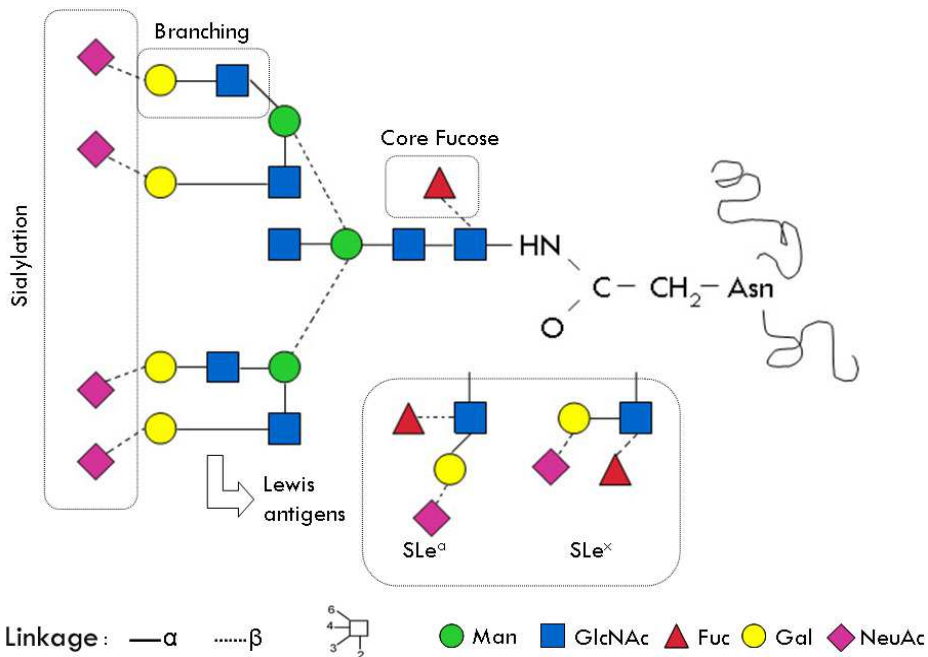 Branching
Core Fucose
Sialylation
HN
C – CH₂ – Asn
O
Lewis
antigens
SLeᵃ
SLeˣ
Linkage : α β
6
4
3
2
Man GlcNAc Fuc Gal NeuAc